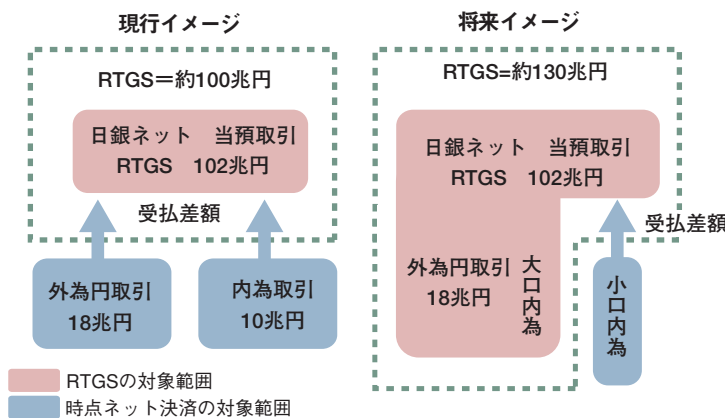 現行イメージ
RTGS＝約100兆円
日銀ネット　当預取引
RTGS　102兆円
受払差額
外為円取引
18兆円
内為取引
10兆円
将来イメージ
RTGS=約130兆円
日銀ネット　当預取引
RTGS　102兆円
受払差額
外為円取引
18兆円
大口内為
小口内為
RTGSの対象範囲
時点ネット決済の対象範囲